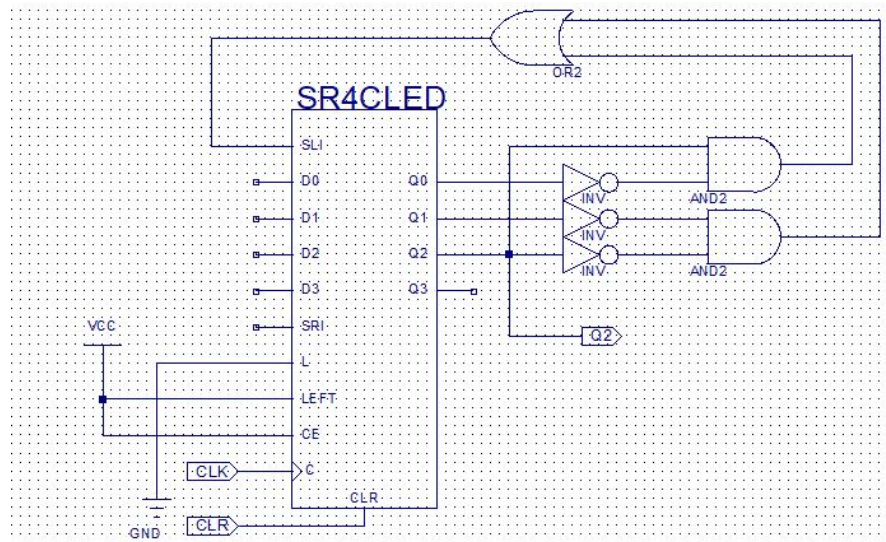 OR2
SR4CLED
SLI
D0
Q0
INV
AND2
D1
Q1
INV
D2
Q2
INV
AND2
D3
Q3
VCC
SRI
Q2
L
LEFT
CE
CLK
C
CLR
GND
CLR